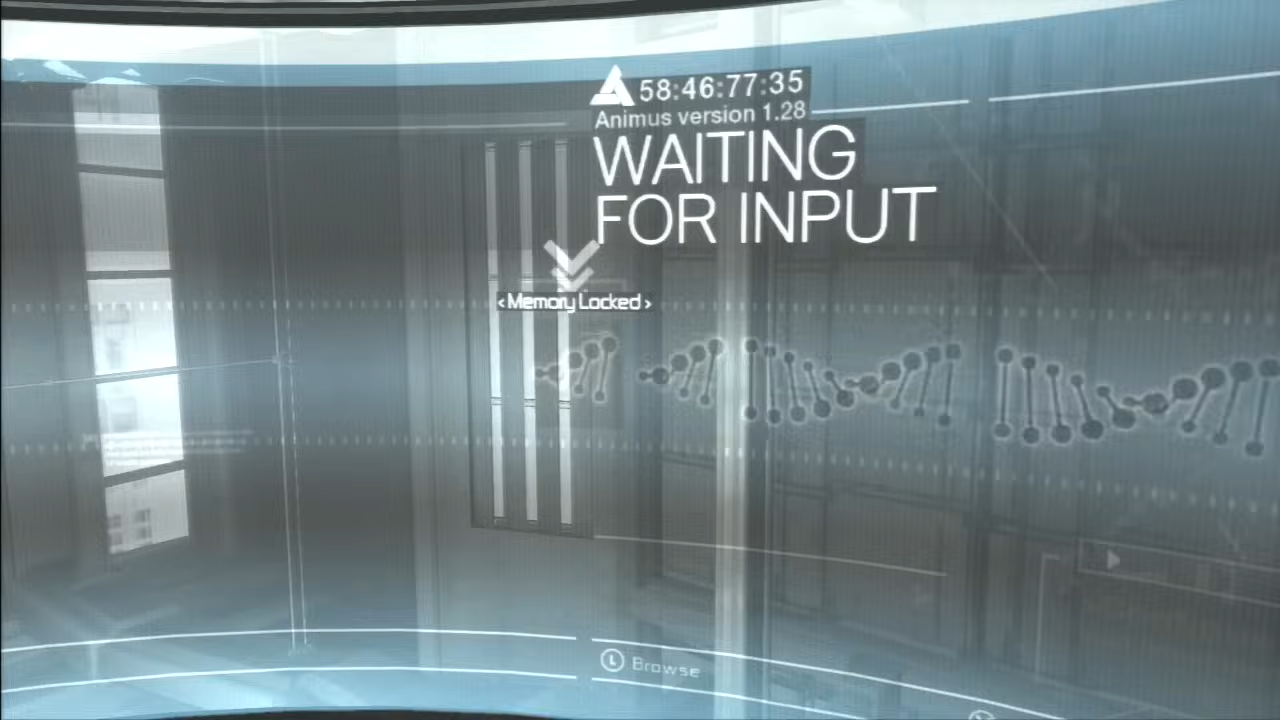 58:46:77:35
Animus version 1.28
WAITING
FOR INPUT
‹ Memory Locked ›
L Browse